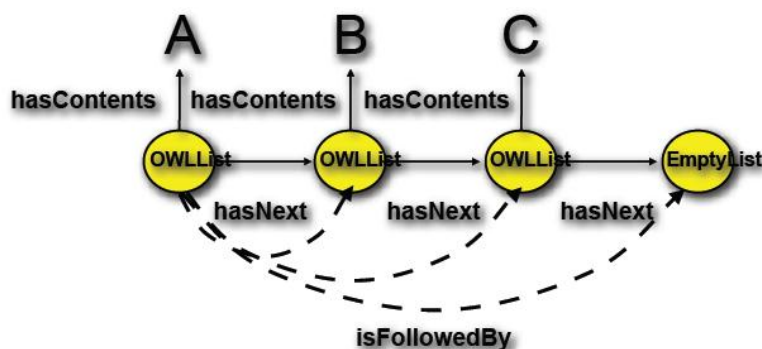 A B C
hasContents hasContents hasContents
OWLList OWLList OWLList EmptyList
hasNext hasNext hasNext
isFollowedBy